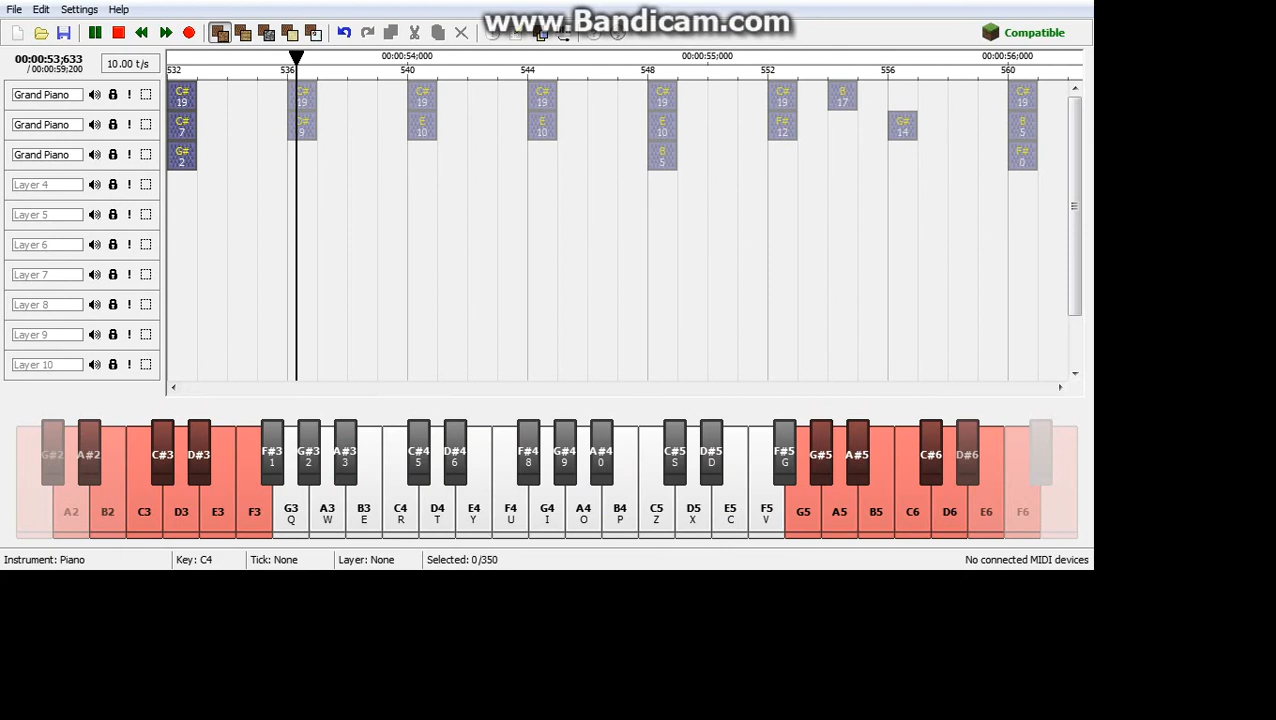 www.Bandicam.com
File Edit Settings Help
Compatible
00:00:53;633
/ 00:00:59;200
10.00 t/s
00:00:54;000 00:00:55;000 00:00:56;000
532 536 540 544 548 552 556 560
Grand Piano C# C# C# C# C# C# B C#
19 19 19 19 19 19 17 19
Grand Piano C# E E E F# G# B
7 9 10 10 10 12 14 5
Grand Piano G# B F#
2 5 0
Layer 4
Layer 5
Layer 6
Layer 7
Layer 8
Layer 9
Layer 10
G#2 A#2 C#3 D#3 F#3 G#3 A#3 C#4 D#4 F#4 G#4 A#4 C#5 D#5 F#5 G#5 A#5 C#6 D#6
1 2 3 5 6 8 9 0 S D G
A2 B2 C3 D3 E3 F3 G3 A3 B3 C4 D4 E4 F4 G4 A4 B4 C5 D5 E5 F5 G5 A5 B5 C6 D6 E6 F6
Q W E R T Y U I O P Z X C V
Instrument: Piano Key: C4 Tick: None Layer: None Selected: 0/350 No connected MIDI devices